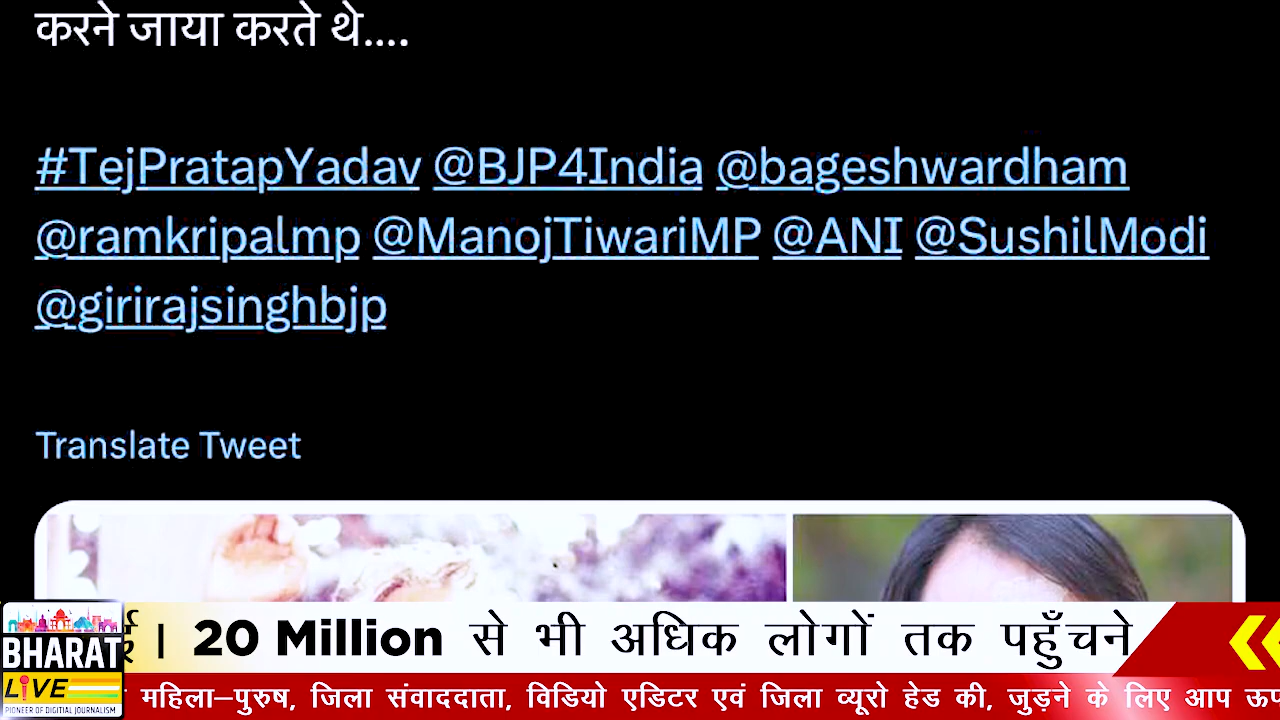 करने जाया करते थे....
#TejPratapYadav @BJP4India @bageshwardham
@ramkripalmp @ManojTiwariMP @ANI @SushilModi
@girirajsinghbjp
Translate Tweet
| 20 Million से भी अधिक लोगों तक पहुँचने
BHARAT
LIVE
PIONEER OF DIGITAL JOURNALISM
महिला–पुरुष, जिला संवाददाता, विडियो एडिटर एवं जिला व्यूरो हेड की, जुड़ने के लिए आप